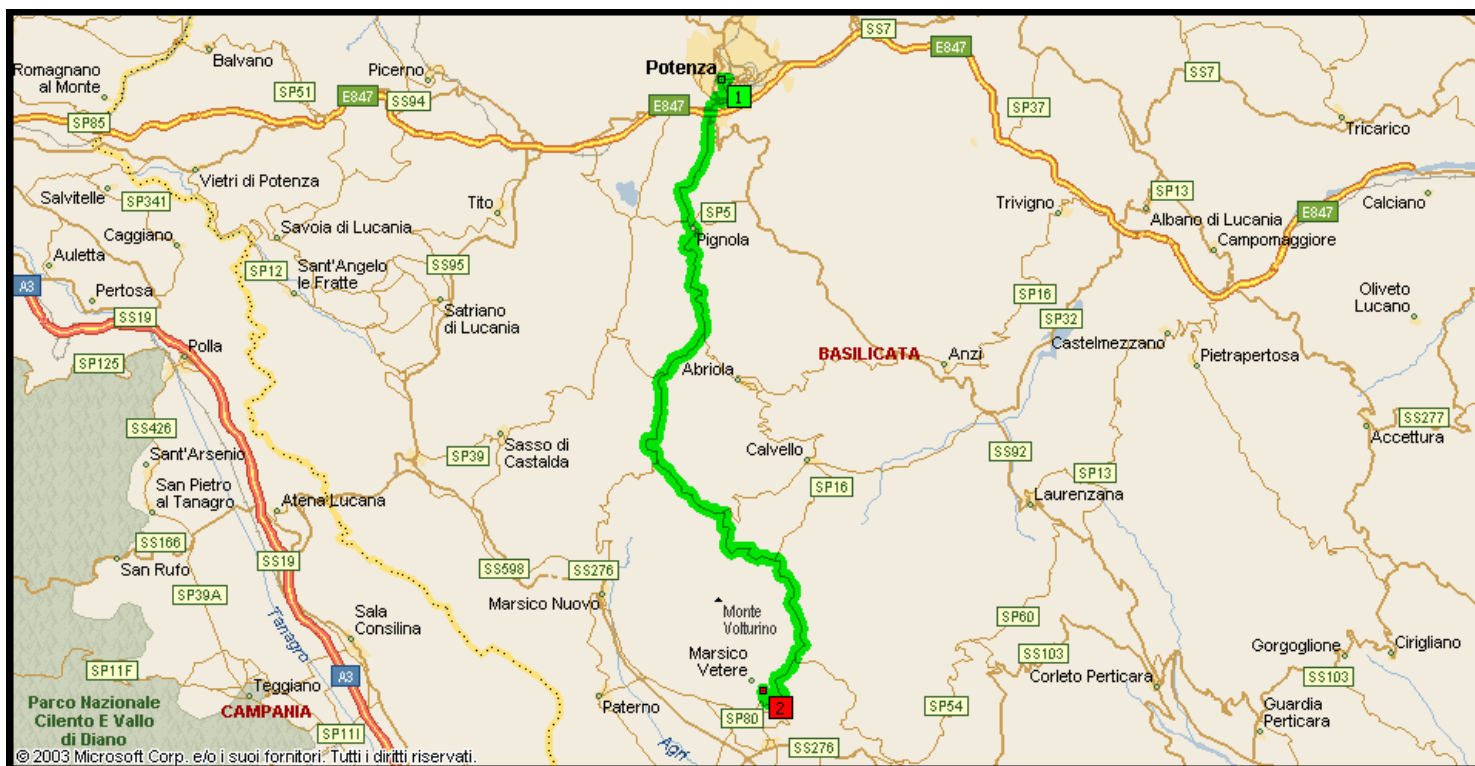 SS7
Balvano
E847
Romagnano
al Monte
Picerno
Potenza
SS7
SP51
E847
SS94
1
E847
SP37
SP85
Tricarico
Vietri di Potenza
Salvitelle
SP341
Tito
SP5
Trivigno
SP13
Albano di Lucania
E847
Calciano
Caggiano
Savoia di Lucania
Pignola
Campomaggiore
Auletta
SP12
Sant'Angelo
le Fratte
SS95
A3
Pertosa
SP16
Oliveto
Lucano
SS19
Satriano
di Lucania
SP32
Castelmezzano
Polla
BASILICATA
Anzi
Pietrapertosa
SP125
Abriola
SS426
SS277
Accettura
Sasso di
Castalda
Sant'Arsenio
SP39
Calvello
SS92
SP13
San Pietro
al Tanagro
SP16
Atena Lucana
Laurenzana
SS166
SS19
San Rufo
SS598
SS276
SP39A
Marsico Nuovo
Monte
Volturino
Tanagro
Sala
Consilina
SP60
Gorgoglione
Cirigliano
Marsico
Vetere
SS103
SP11F
A3
Corleto Perticara
SS103
Teggiano
Paterno
Parco Nazionale
Cilento E Vallo
di Diano
CAMPANIA
2
SP54
SP80
Guardia
Perticara
SP11I
Agri
SS276
© 2003 Microsoft Corp. e/o i suoi fornitori. Tutti i diritti riservati.